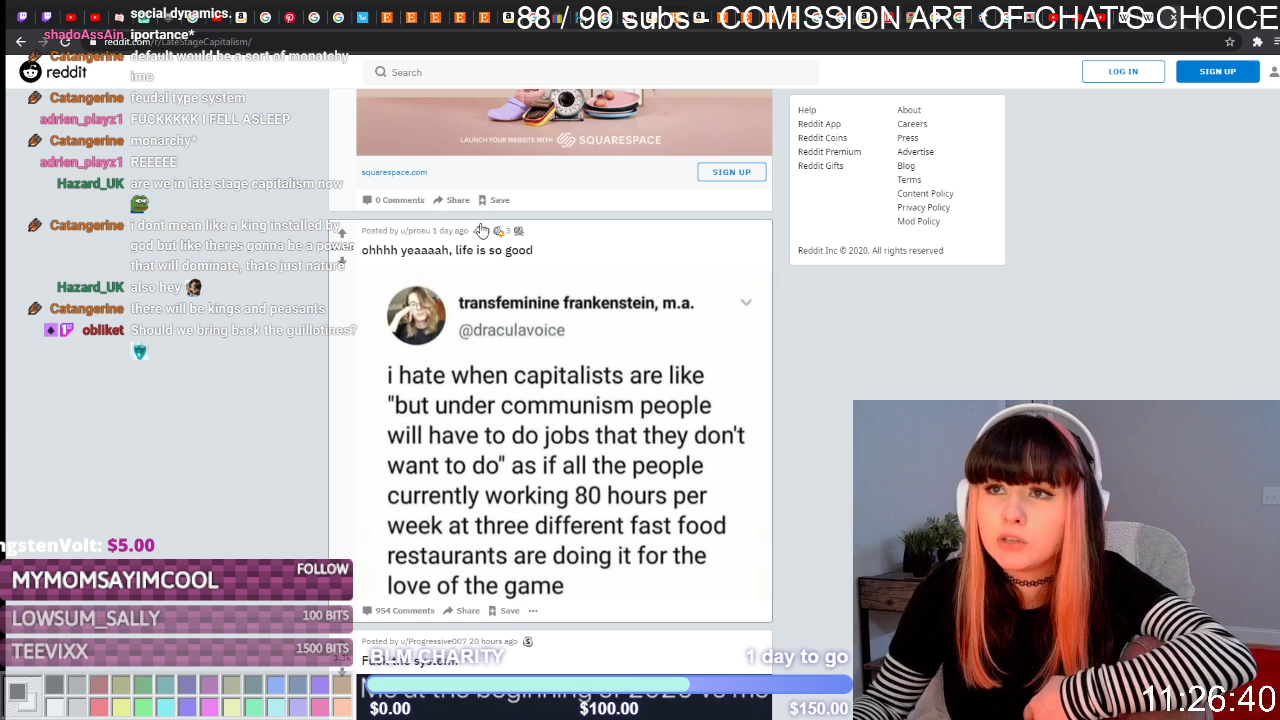 88 / 90 subs - COMISSION ART OF CHAT'S CHOICE
social dynamics.
shadoAssAin iportance*
Catangerine default would be a sort of monatchy
imo
Catangerine feudal type system
adrien_playz1 FUCKKKKK I FELL ASLEEP
Catangerine monarchy*
adrien_playz1 REEEEE
Hazard_UK are we in late stage capitalism now
Catangerine i dont mean like a king installed by
god but like theres gonna be a power
that will dominate, thats just nature
Hazard_UK also hey
Catangerine there will be kings and peasants
obliket Should we bring back the guillotines?
reddit.com/r/LateStageCapitalism/
reddit
Search
LOG IN
SIGN UP
LAUNCH YOUR WEBSITE WITH SQUARESPACE
squarespace.com
SIGN UP
0 Comments Share Save
Posted by u/proeu 1 day ago 3
ohhhh yeaaaah, life is so good
transfeminine frankenstein, m.a.
@draculavoice
i hate when capitalists are like
"but under communism people
will have to do jobs that they don't
want to do" as if all the people
currently working 80 hours per
week at three different fast food
restaurants are doing it for the
love of the game
954 Comments Share Save ...
Posted by u/Progressive007 20 hours ago
Fuck the system.
Help About
Reddit App Careers
Reddit Coins Press
Reddit Premium Advertise
Reddit Gifts Blog
Terms
Content Policy
Privacy Policy
Mod Policy
Reddit Inc © 2020. All rights reserved
ngstenVolt: $5.00
MYMOMSAYIMCOOL FOLLOW
LOWSUM_SALLY 100 BITS
TEEVIXX 1500 BITS
BLM CHARITY 1 day to go
$0.00 $100.00 $150.00
11:26:40